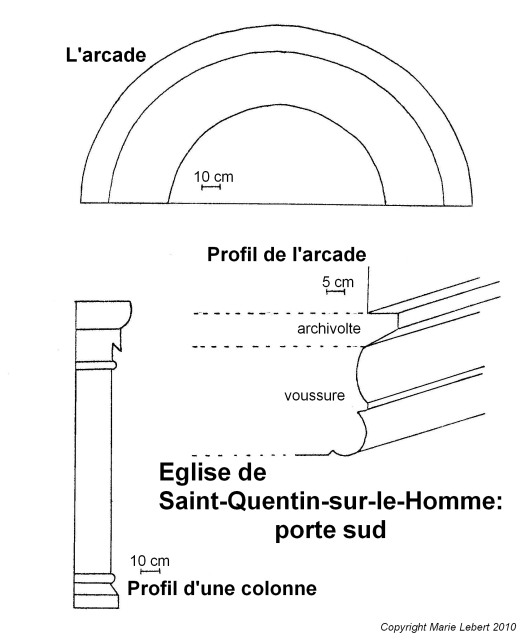 L'arcade
10 cm
Profil de l'arcade
5 cm
archivolte
voussure
Eglise de
Saint-Quentin-sur-le-Homme:
porte sud
10 cm
Profil d'une colonne
Copyright Marie Lebert 2010